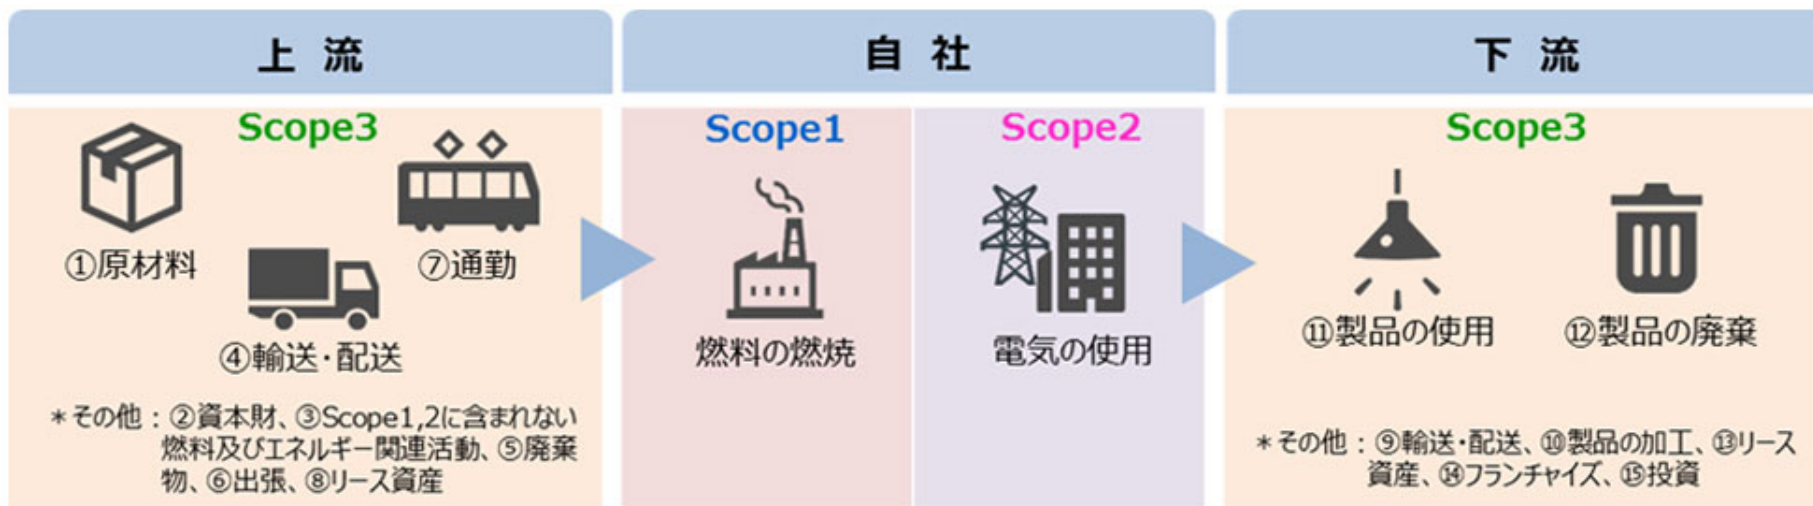 上流
自社
下流
Scope3
①原材料
⑦通勤
④輸送・配送
＊その他：②資本財、③Scope1,2に含まれない
燃料及びエネルギー関連活動、⑤廃棄
物、⑥出張、⑧リース資産
Scope1
燃料の燃焼
Scope2
電気の使用
Scope3
⑪製品の使用
⑫製品の廃棄
＊その他：⑨輸送・配送、⑩製品の加工、⑬リース
資産、⑭フランチャイズ、⑮投資